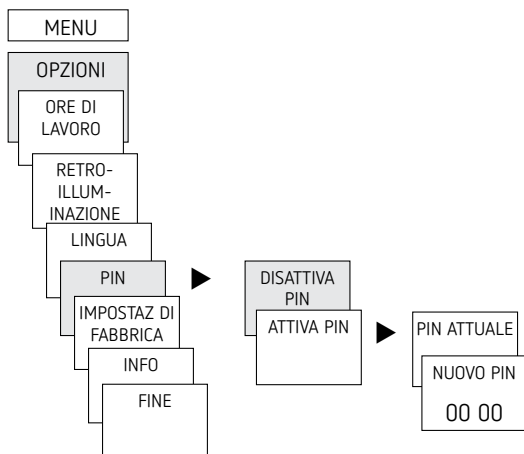 MENU
OPZIONI
ORE DI
LAVORO
RETRO-
ILLUM-
INAZIONE
LINGUA
PIN
IMPOSTAZ DI
FABBRICA
INFO
FINE
DISATTIVA
PIN
ATTIVA PIN
PIN ATTUALE
NUOVO PIN
00 00